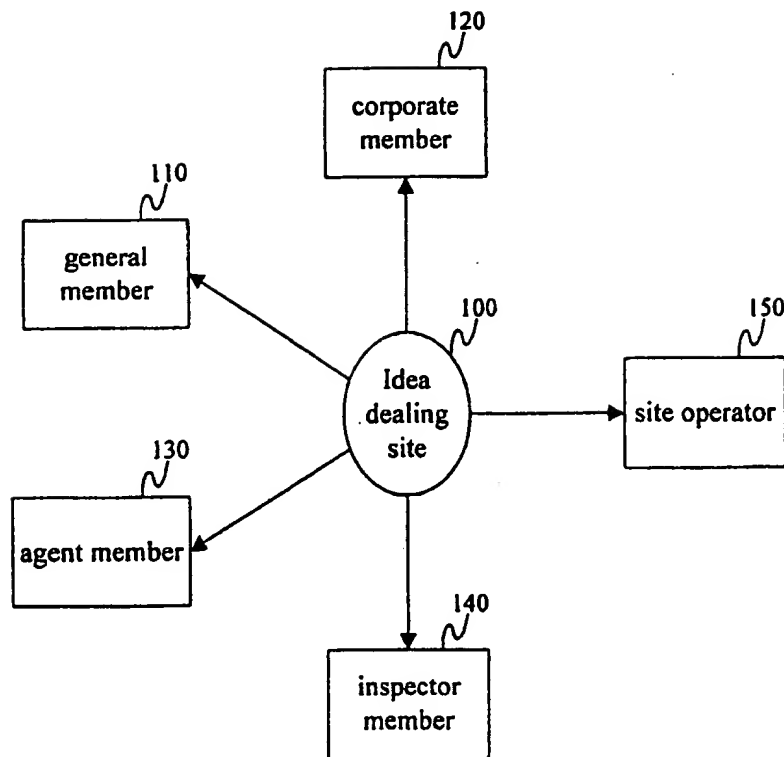 120
corporate
member
110
general
member
100
Idea
dealing
site
150
site operator
130
agent member
140
inspector
member